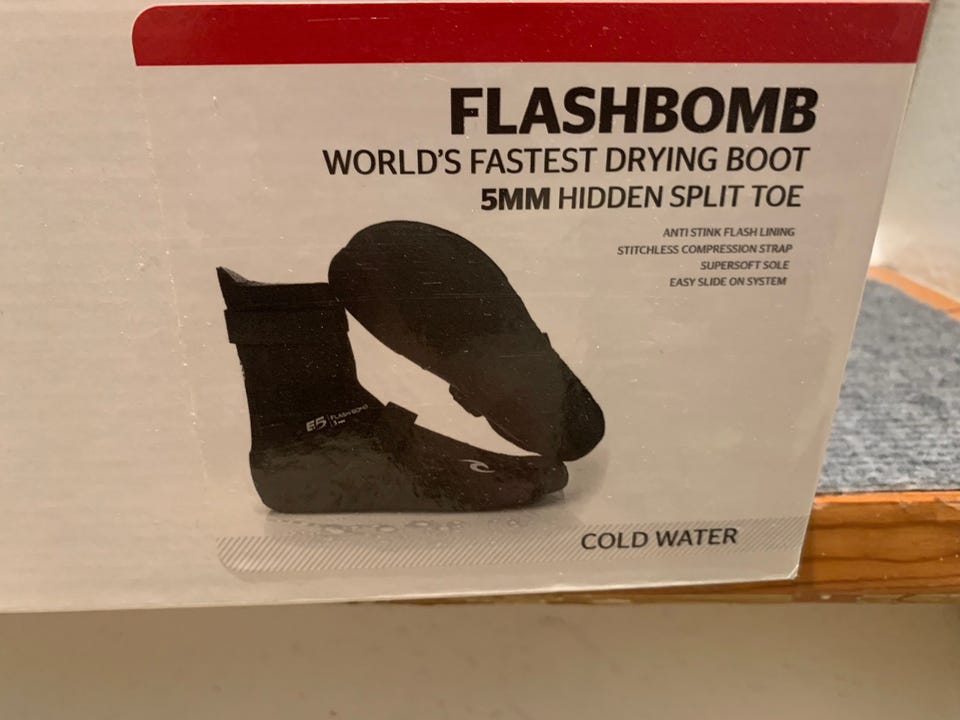 FLASHBOMB
WORLD'S FASTEST DRYING BOOT
5MM HIDDEN SPLIT TOE
ANTI STINK FLASH LINING
STITCHLESS COMPRESSION STRAP
SUPERSOFT SOLE
EASY SLIDE ON SYSTEM
E5 FLASHBOMB
COLD WATER